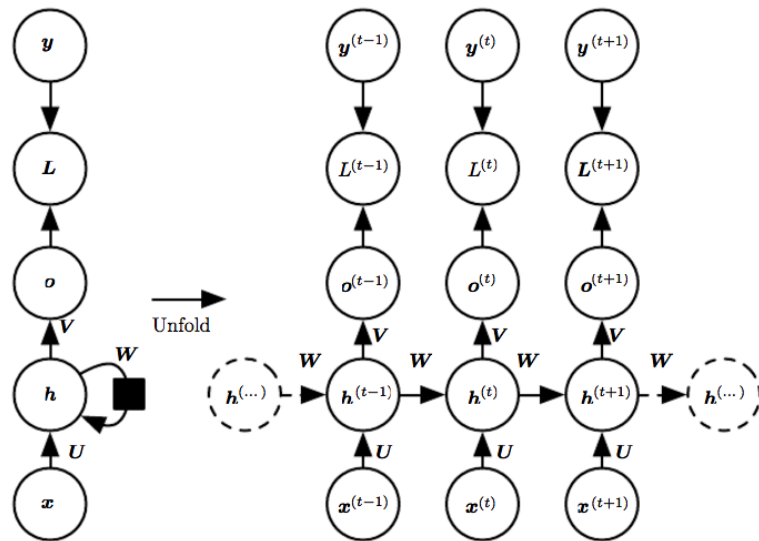 y y^(t−1) y^(t) y^(t+1)
L L^(t−1) L^(t) L^(t+1)
o o^(t−1) o^(t) o^(t+1)
Unfold
V V V V
W W W W W
h h^(...) h^(t−1) h^(t) h^(t+1) h^(...)
U U U U
x x^(t−1) x^(t) x^(t+1)